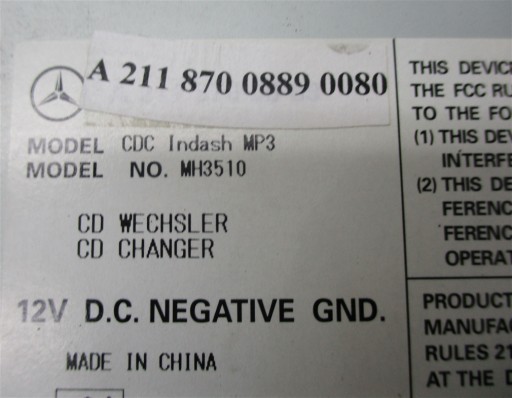 A 211 870 0889 0080
MODEL CDC Indash MP3
MODEL NO. MH3510
CD WECHSLER
CD CHANGER
12V D.C. NEGATIVE GND.
MADE IN CHINA
THIS DEVICE
THE FCC RU
TO THE FO
(1) THIS DEV
INTERFE
(2) THIS DE
FERENC
FERENC
OPERAT
PRODUCT
MANUFAC
RULES 21
AT THE D